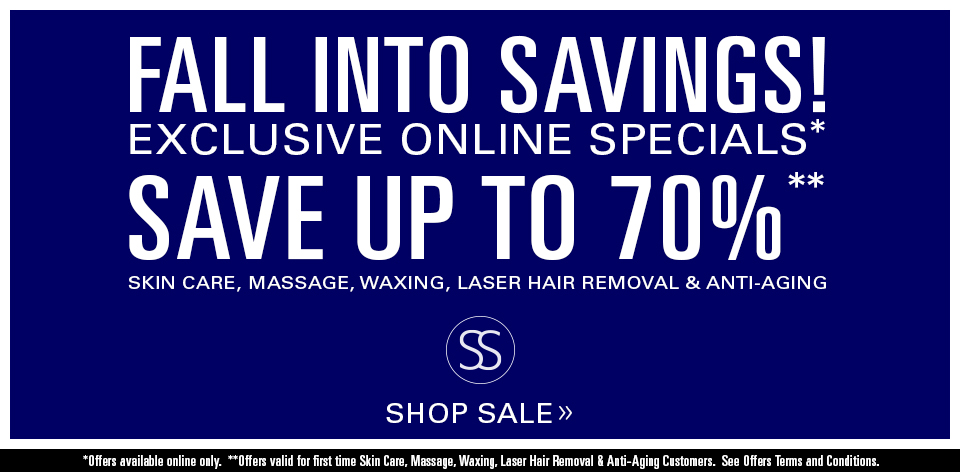 FALL INTO SAVINGS!
EXCLUSIVE ONLINE SPECIALS*
SAVE UP TO 70%**
SKIN CARE, MASSAGE, WAXING, LASER HAIR REMOVAL & ANTI-AGING
SS
SHOP SALE»
*Offers available online only.  **Offers valid for first time Skin Care, Massage, Waxing, Laser Hair Removal & Anti-Aging Customers.  See Offers Terms and Conditions.